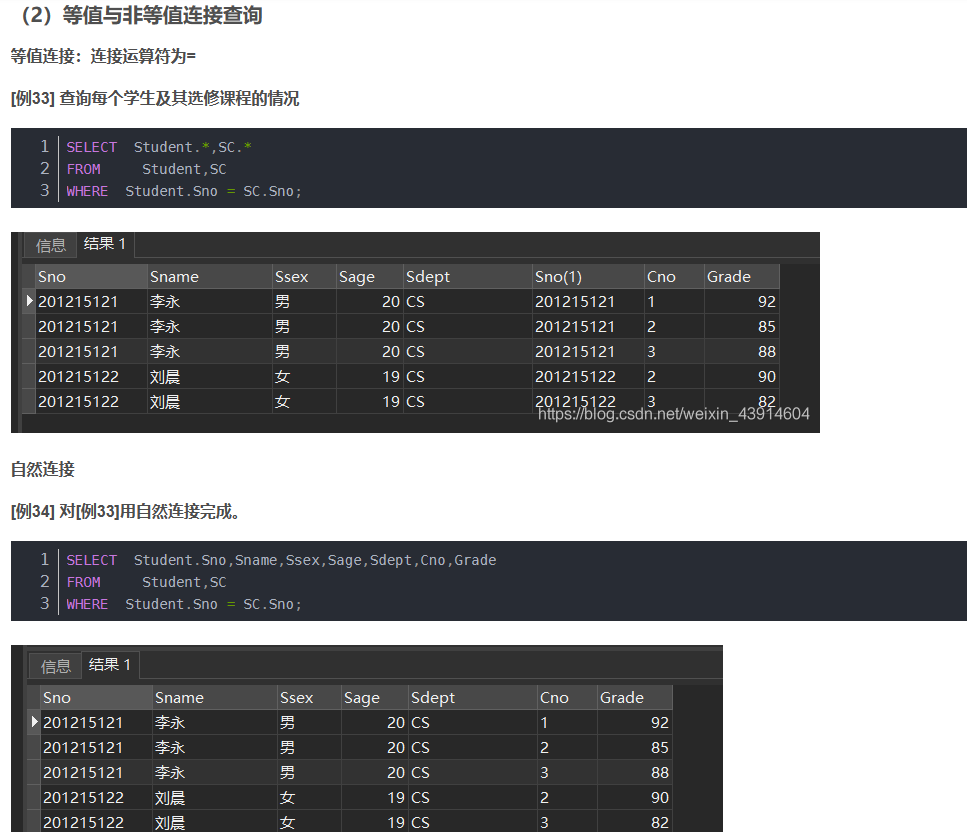 （2）等值与非等值连接查询
等值连接：连接运算符为=
[例33] 查询每个学生及其选修课程的情况
1 SELECT Student.*,SC.*
2 FROM Student,SC
3 WHERE Student.Sno = SC.Sno;
信息 结果 1
Sno Sname Ssex Sage Sdept Sno(1) Cno Grade
201215121 李永 男 20 CS 201215121 1 92
201215121 李永 男 20 CS 201215121 2 85
201215121 李永 男 20 CS 201215121 3 88
201215122 刘晨 女 19 CS 201215122 2 90
201215122 刘晨 女 19 CS 201215122 3 82
https://blog.csdn.net/weixin_43914604
自然连接
[例34] 对[例33]用自然连接完成。
1 SELECT Student.Sno,Sname,Ssex,Sage,Sdept,Cno,Grade
2 FROM Student,SC
3 WHERE Student.Sno = SC.Sno;
信息 结果 1
Sno Sname Ssex Sage Sdept Cno Grade
201215121 李永 男 20 CS 1 92
201215121 李永 男 20 CS 2 85
201215121 李永 男 20 CS 3 88
201215122 刘晨 女 19 CS 2 90
201215122 刘晨 女 19 CS 3 82